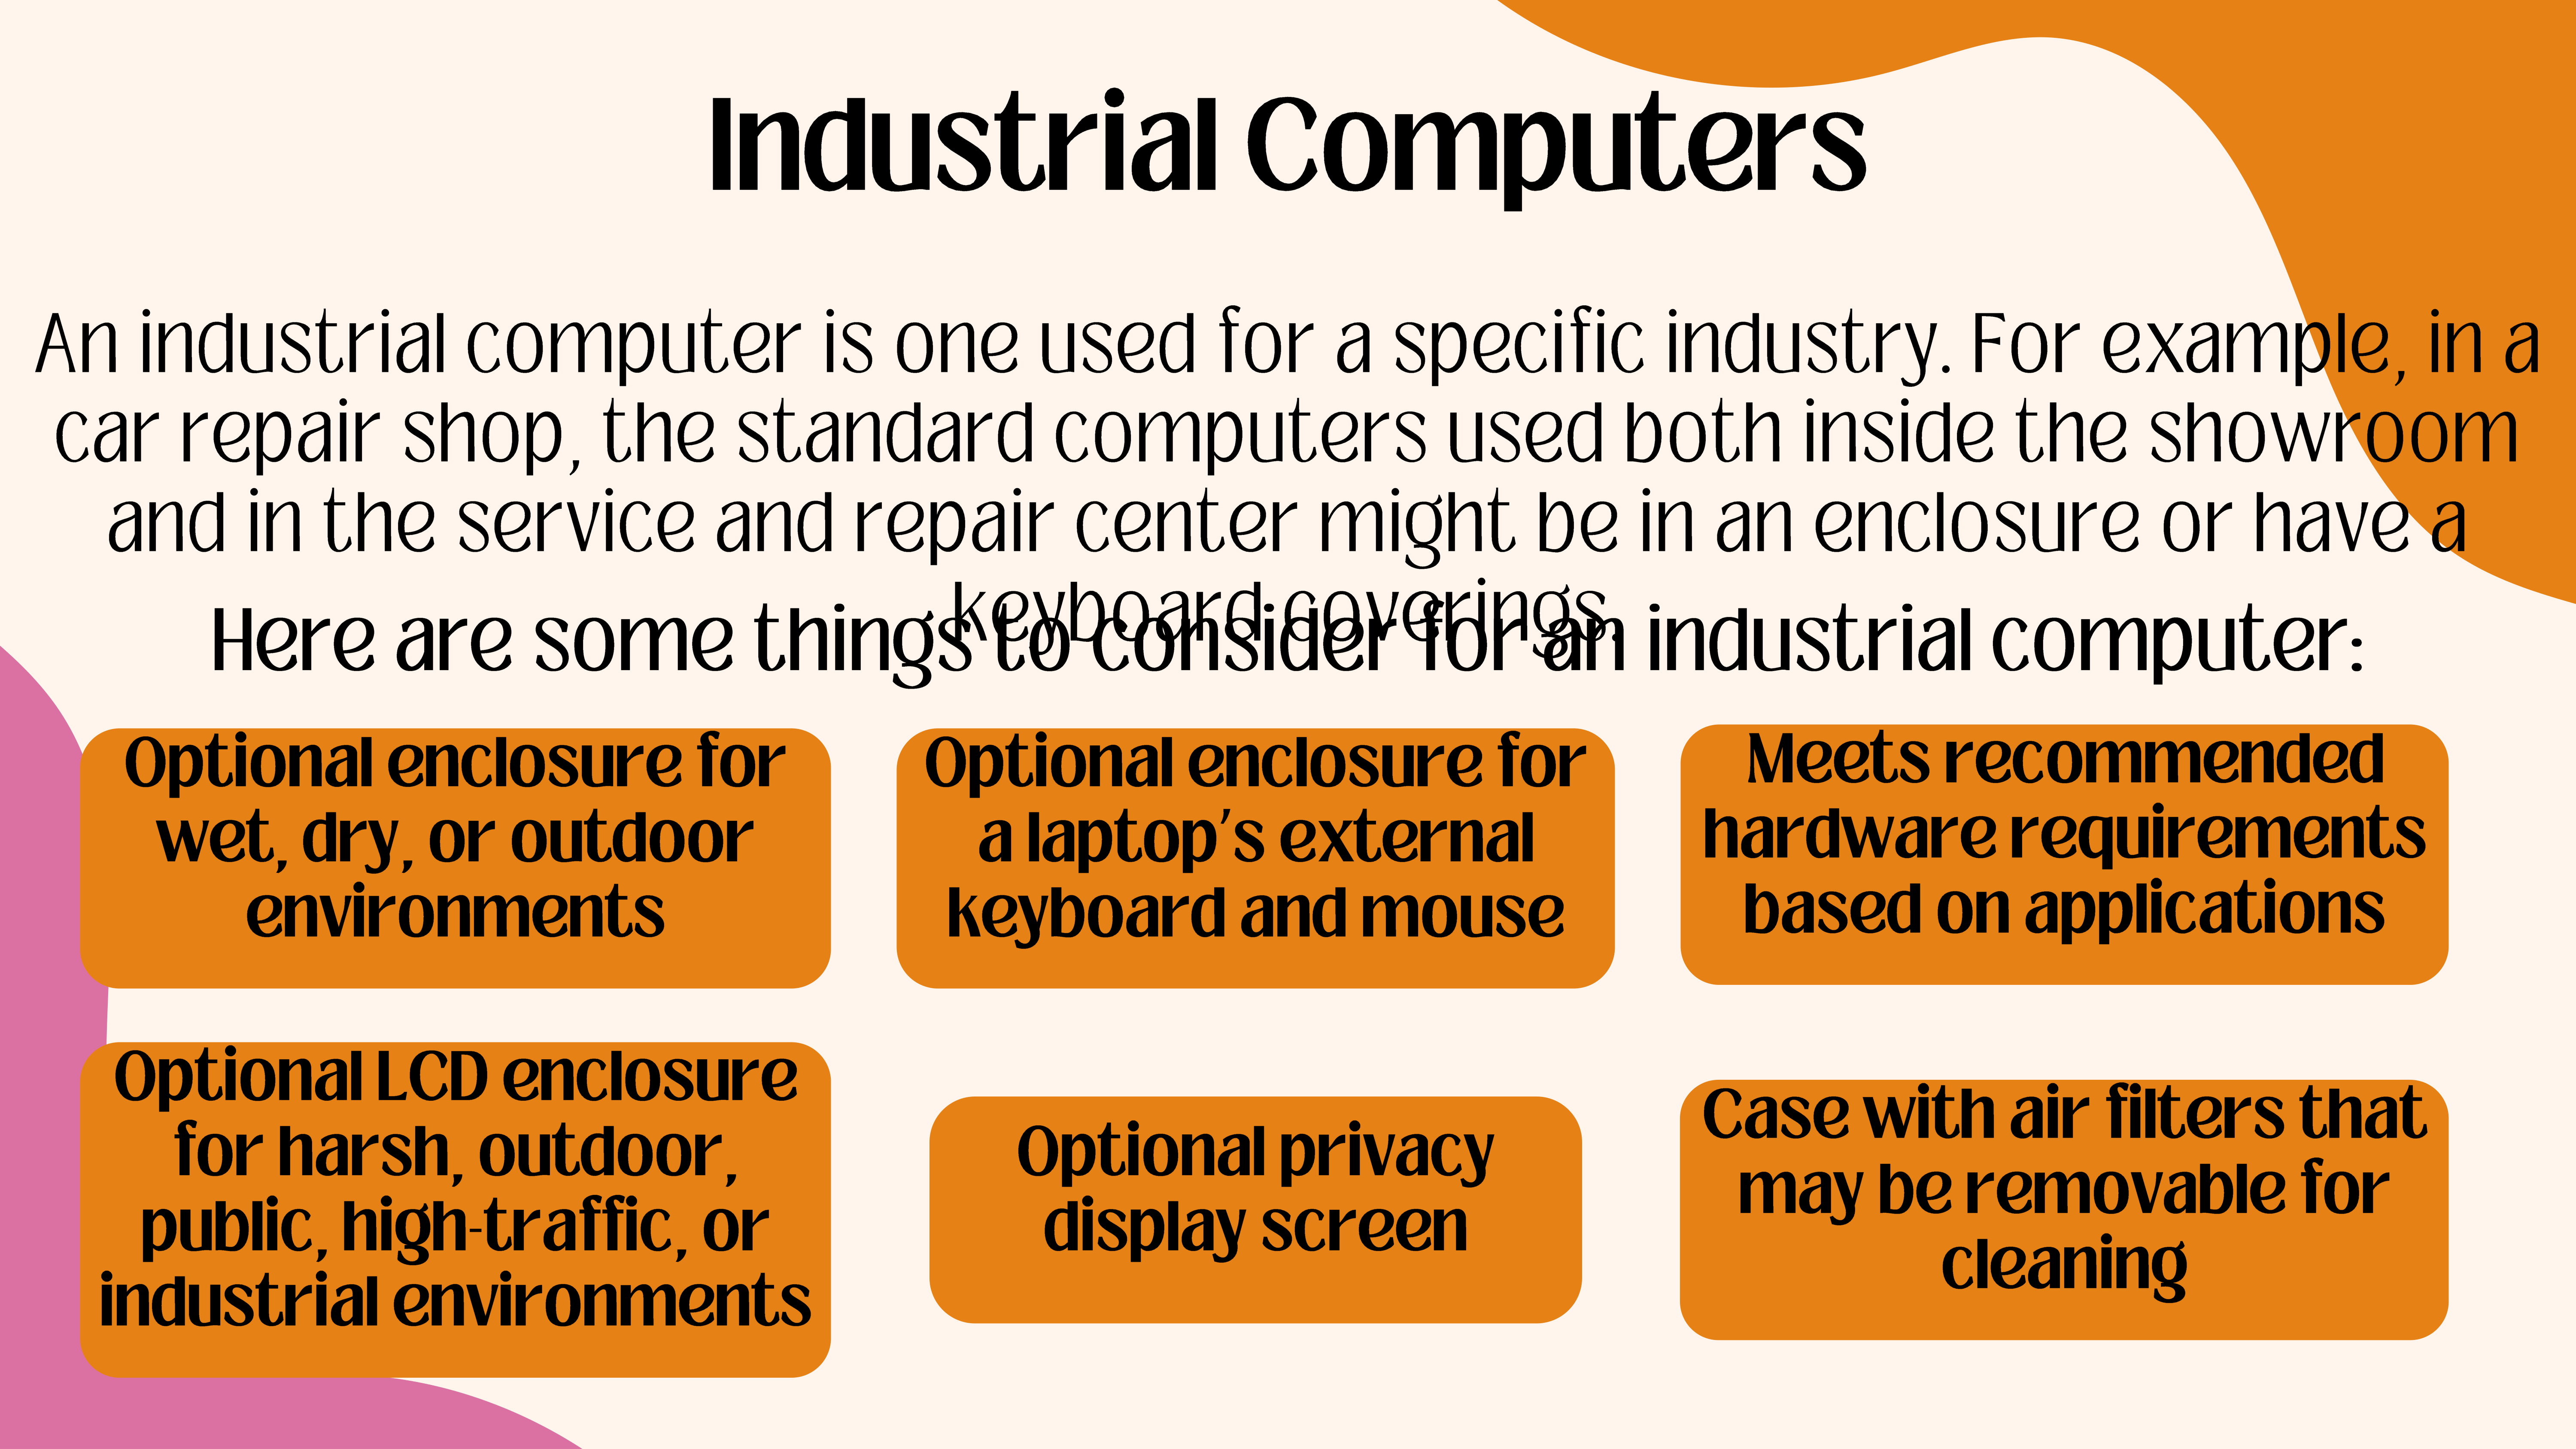 Industrial Computers
An industrial computer is one used for a specific industry. For example, in a
car repair shop, the standard computers used both inside the showroom
and in the service and repair center might be in an enclosure or have a
keyboard coverings.
Here are some things to consider for an industrial computer:
Optional enclosure for
wet, dry, or outdoor
environments
Optional enclosure for
a laptop's external
keyboard and mouse
Meets recommended
hardware requirements
based on applications
Optional LCD enclosure
for harsh, outdoor,
public, high-traffic, or
industrial environments
Optional privacy
display screen
Case with air filters that
may be removable for
cleaning